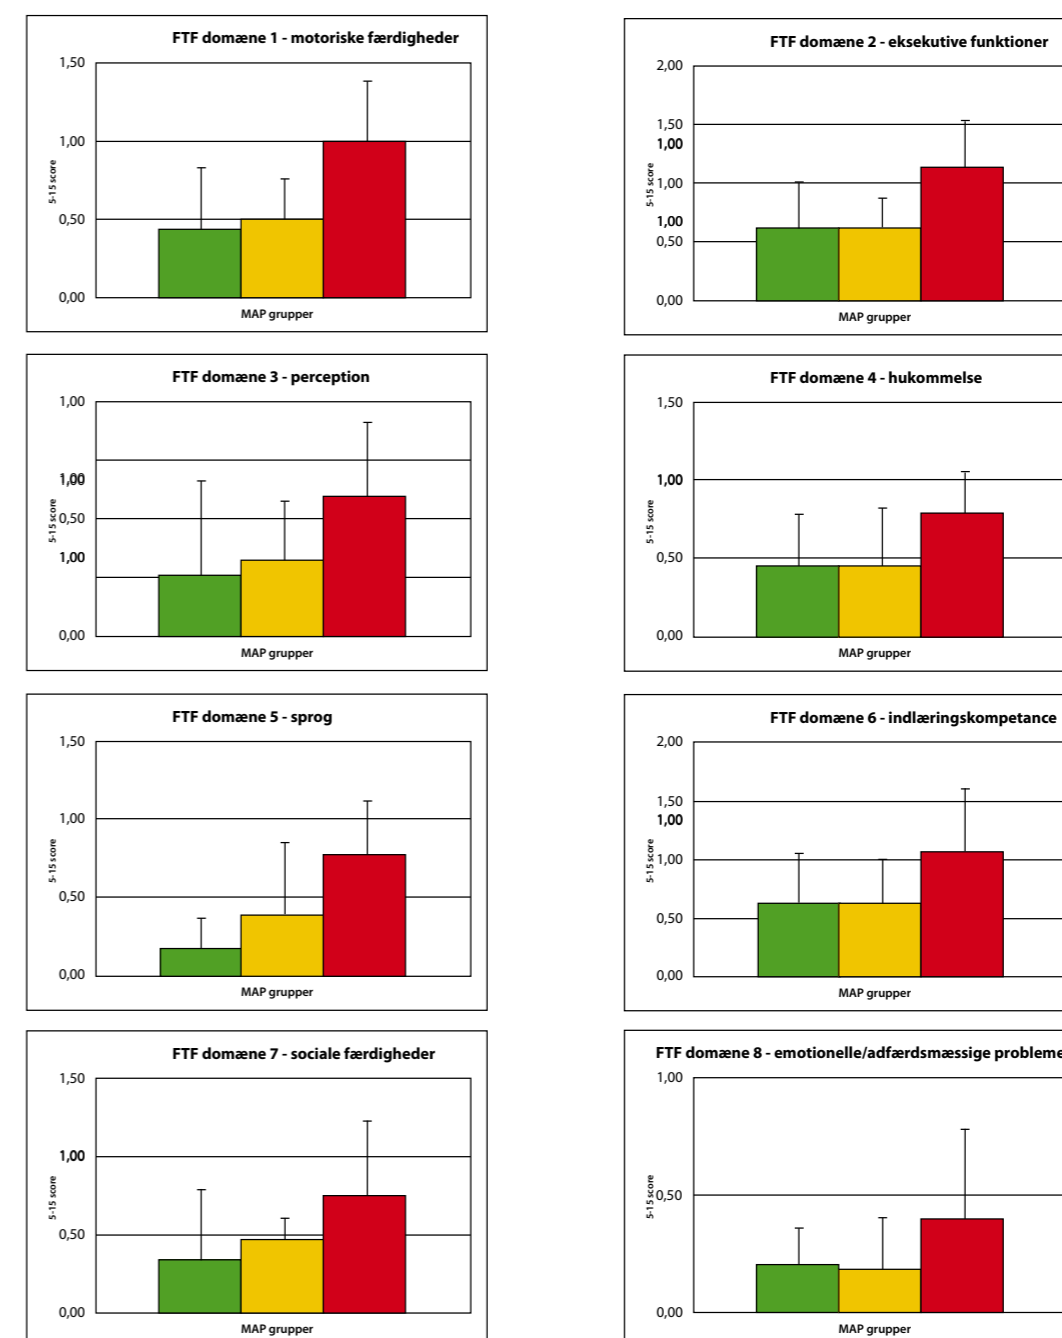 FTF domæne 1 - motoriske færdigheder
1,50
1,00
0,50
0,00
5-15 score
MAP grupper
FTF domæne 2 - eksekutive funktioner
2,00
1,50
1,00
1,00
1,00
0,50
0,00
5-15 score
MAP grupper
FTF domæne 3 - perception
1,00
1,00
0,50
1,00
0,00
5-15 score
MAP grupper
FTF domæne 4 - hukommelse
1,50
1,00
0,50
0,00
5-15 score
MAP grupper
FTF domæne 5 - sprog
1,50
1,00
0,50
0,00
5-15 score
MAP grupper
FTF domæne 6 - indlæringskompetance
2,00
1,50
1,00
1,00
0,50
0,00
5-15 score
MAP grupper
FTF domæne 7 - sociale færdigheder
1,50
1,00
0,50
0,00
5-15 score
MAP grupper
FTF domæne 8 - emotionelle/adfærdsmæssige probleme
1,00
0,50
0,00
5-15 score
MAP grupper